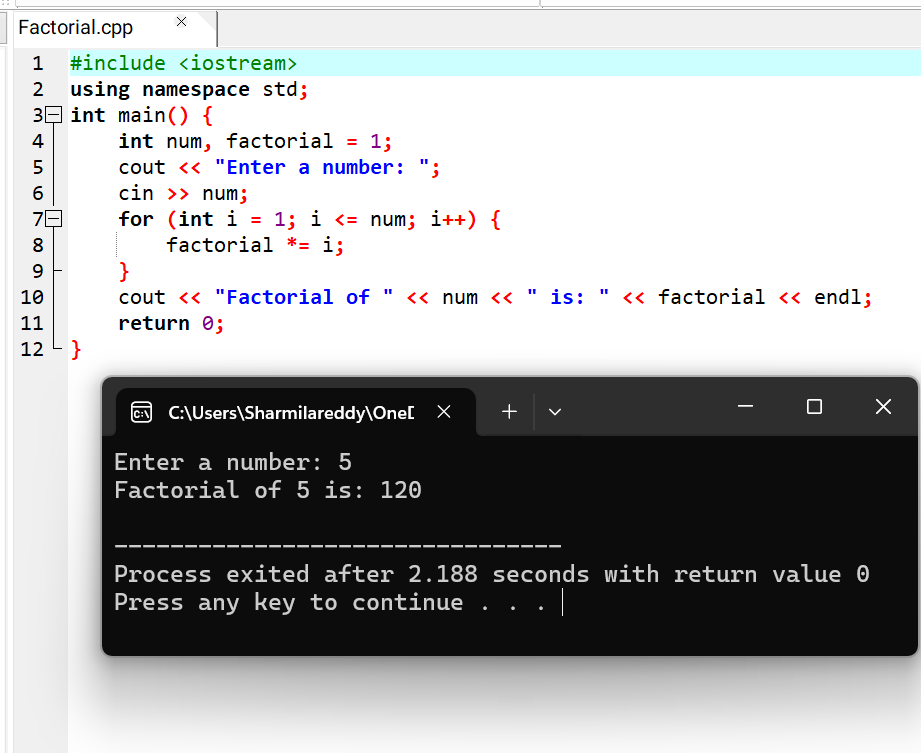 Factorial.cpp
1 #include <iostream>
2 using namespace std;
3 int main() {
4     int num, factorial = 1;
5     cout << "Enter a number: ";
6     cin >> num;
7     for (int i = 1; i <= num; i++) {
8         factorial *= i;
9     }
10     cout << "Factorial of " << num << " is: " << factorial << endl;
11     return 0;
12 }
C:\Users\Sharmilareddy\OneD
Enter a number: 5
Factorial of 5 is: 120
--------------------------------
Process exited after 2.188 seconds with return value 0
Press any key to continue . . .